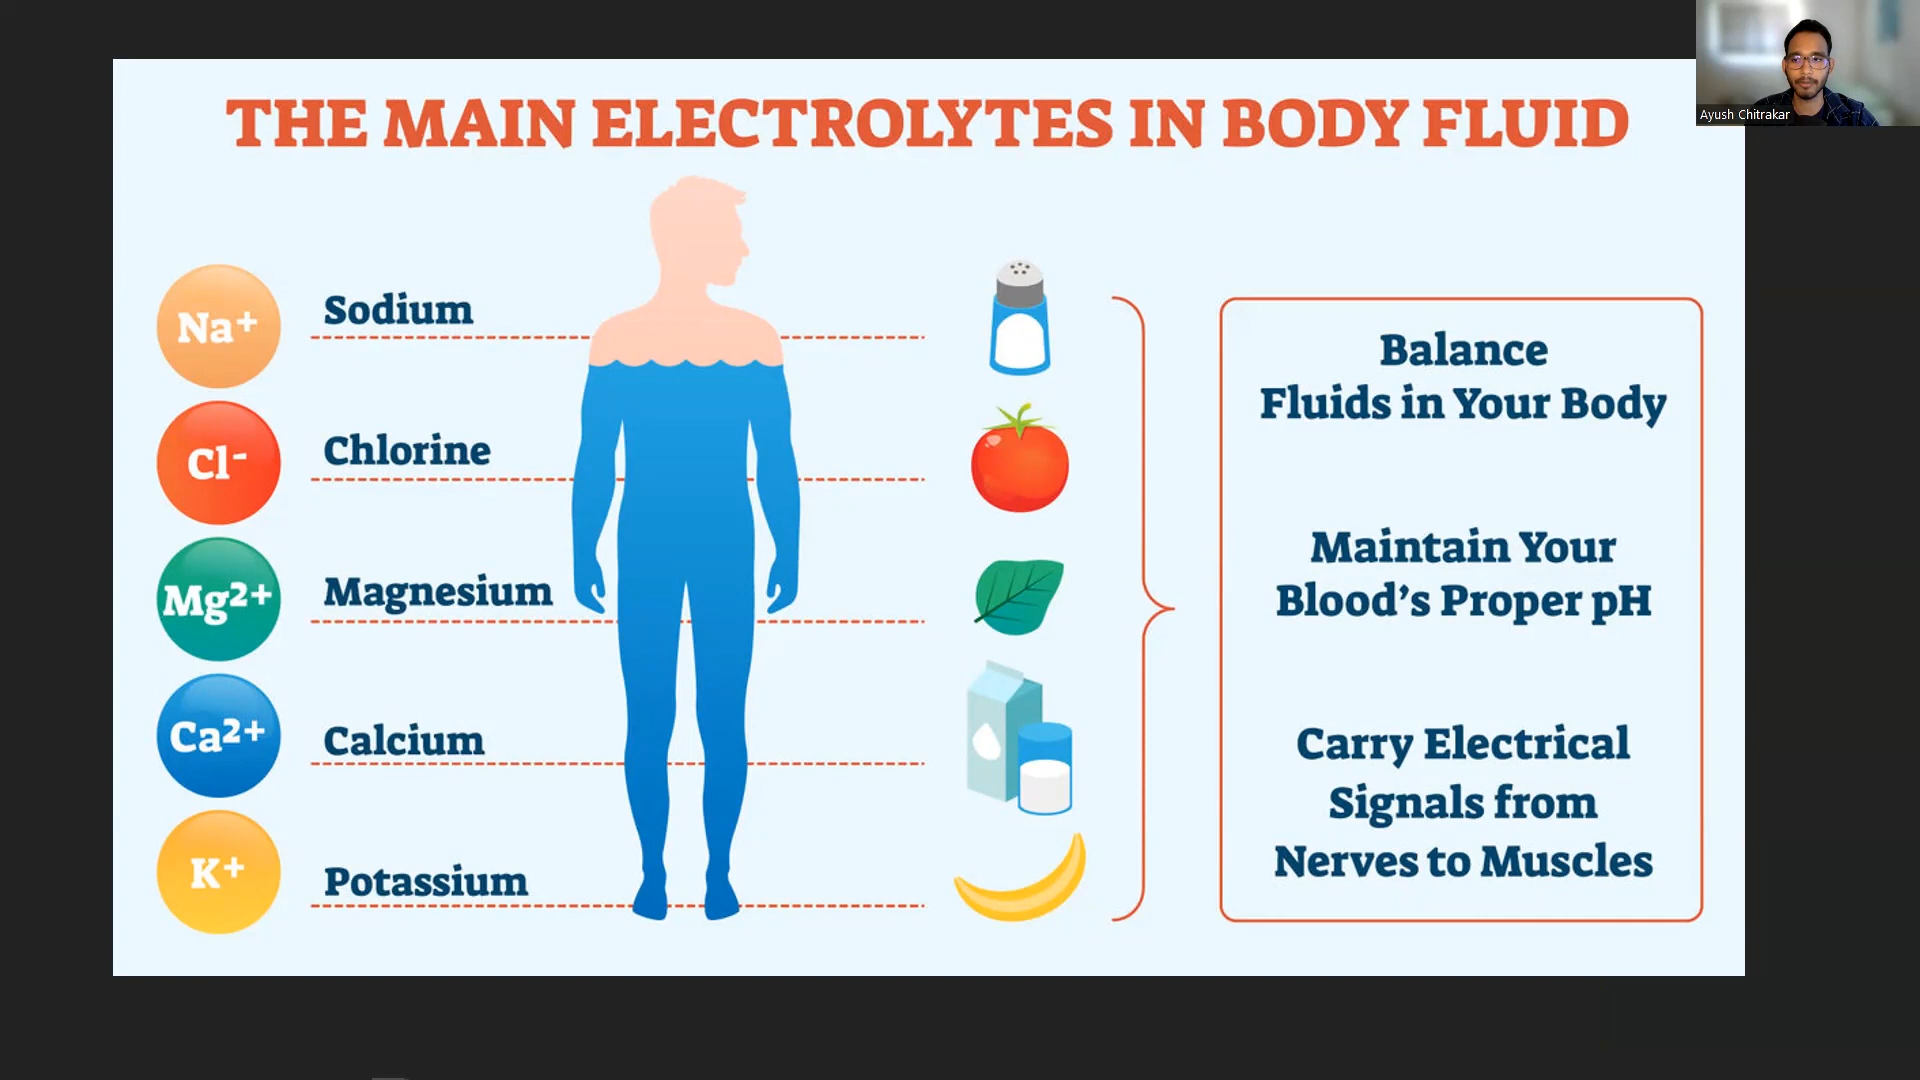 THE MAIN ELECTROLYTES IN BODY FLUID
Ayush Chitrakar
Na+
Sodium
Cl-
Chlorine
Mg2+
Magnesium
Ca2+
Calcium
K+
Potassium
Balance
Fluids in Your Body
Maintain Your
Blood's Proper pH
Carry Electrical
Signals from
Nerves to Muscles